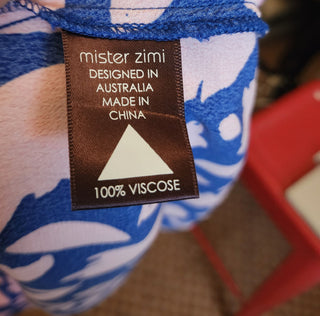 mister zimi
DESIGNED IN
AUSTRALIA
MADE IN
CHINA
100% VISCOSE